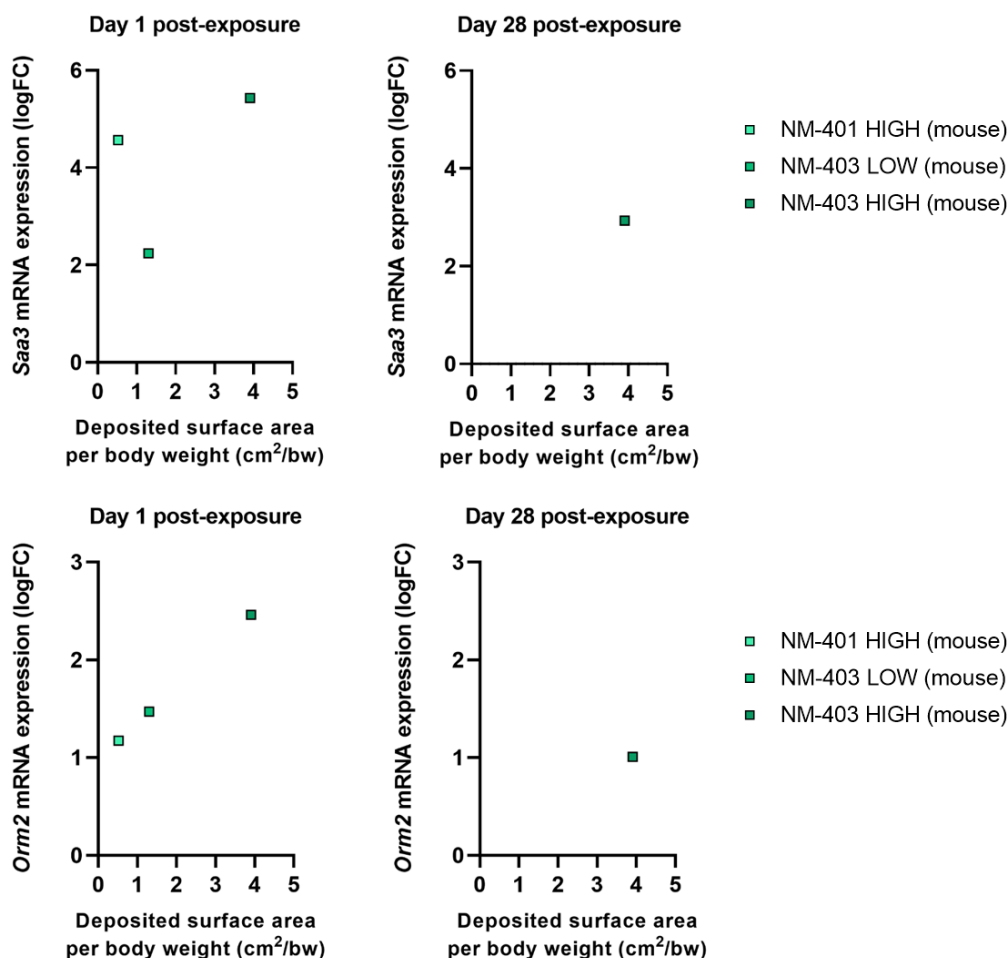 Day 1 post-exposure
Saa3 mRNA expression (logFC)
6
4
2
0
0 1 2 3 4 5
Deposited surface area
per body weight (cm²/bw)
Day 28 post-exposure
Saa3 mRNA expression (logFC)
6
4
2
0
0 1 2 3 4 5
Deposited surface area
per body weight (cm²/bw)
NM-401 HIGH (mouse)
NM-403 LOW (mouse)
NM-403 HIGH (mouse)
Day 1 post-exposure
Orm2 mRNA expression (logFC)
3
2
1
0
0 1 2 3 4 5
Deposited surface area
per body weight (cm²/bw)
Day 28 post-exposure
Orm2 mRNA expression (logFC)
3
2
1
0
0 1 2 3 4 5
Deposited surface area
per body weight (cm²/bw)
NM-401 HIGH (mouse)
NM-403 LOW (mouse)
NM-403 HIGH (mouse)